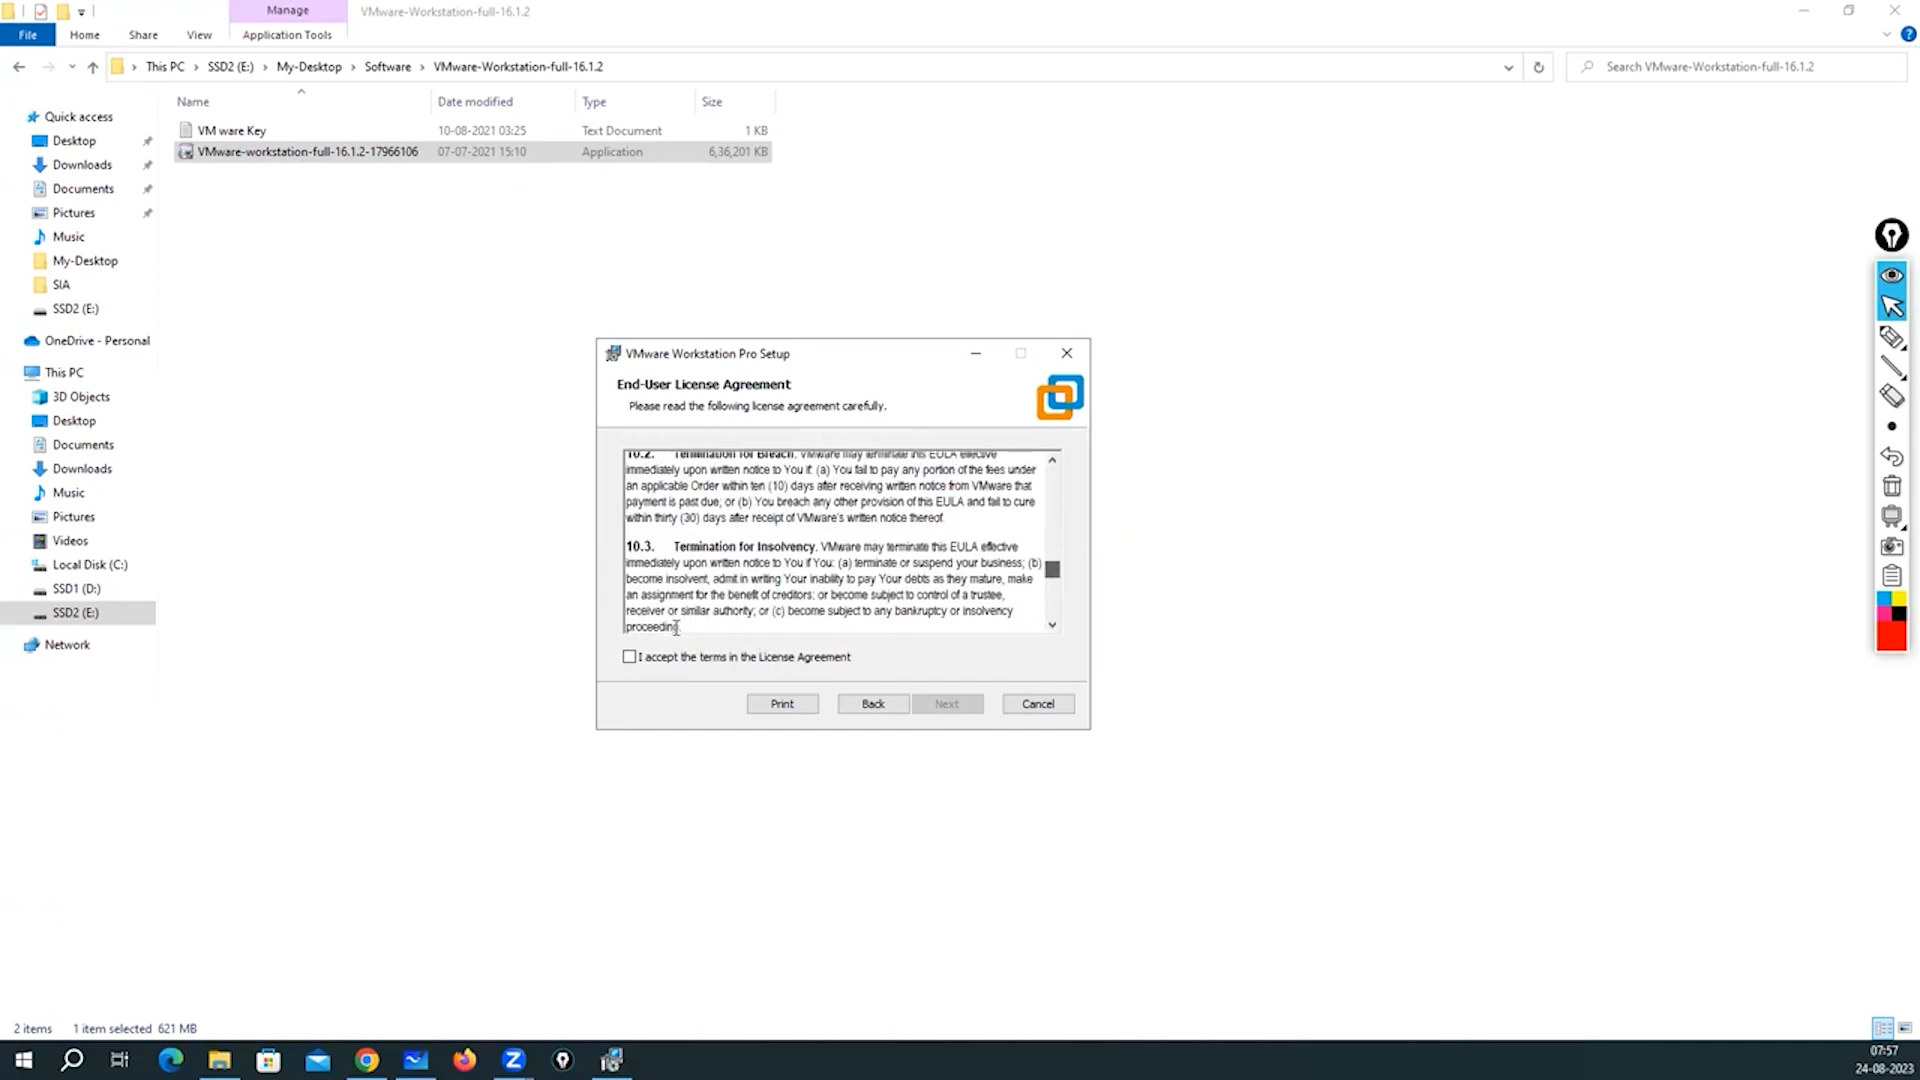 Manage
VMware-Workstation-full-16.1.2
File
Home
Share
View
Application Tools
This PC
SSD2 (E:)
My-Desktop
Software
VMware-Workstation-full-16.1.2
Search VMware-Workstation-full-16.1.2
Name
Date modified
Type
Size
VM ware Key
10-08-2021 03:25
Text Document
1 KB
VMware-workstation-full-16.1.2-17966106
07-07-2021 15:10
Application
6,36,201 KB
Quick access
Desktop
Downloads
Documents
Pictures
Music
My-Desktop
SIA
SSD2 (E:)
OneDrive - Personal
This PC
3D Objects
Desktop
Documents
Downloads
Music
Pictures
Videos
Local Disk (C:)
SSD1 (D:)
SSD2 (E:)
Network
VMware Workstation Pro Setup
End-User License Agreement
Please read the following license agreement carefully.
10.2. Termination for Breach. VMware may terminate this EULA effective
immediately upon written notice to You if: (a) You fail to pay any portion of the fees under
an applicable Order within ten (10) days after receiving written notice from VMware that
payment is past due; or (b) You breach any other provision of this EULA and fail to cure
within thirty (30) days after receipt of VMware's written notice thereof.
10.3. Termination for Insolvency. VMware may terminate this EULA effective
immediately upon written notice to You if You: (a) terminate or suspend your business; (b)
become insolvent, admit in writing Your inability to pay Your debts as they mature, make
an assignment for the benefit of creditors; or become subject to control of a trustee,
receiver or similar authority; or (c) become subject to any bankruptcy or insolvency
proceeding.
I accept the terms in the License Agreement
Print
Back
Next
Cancel
2 items
1 item selected 621 MB
07:57
24-08-2023